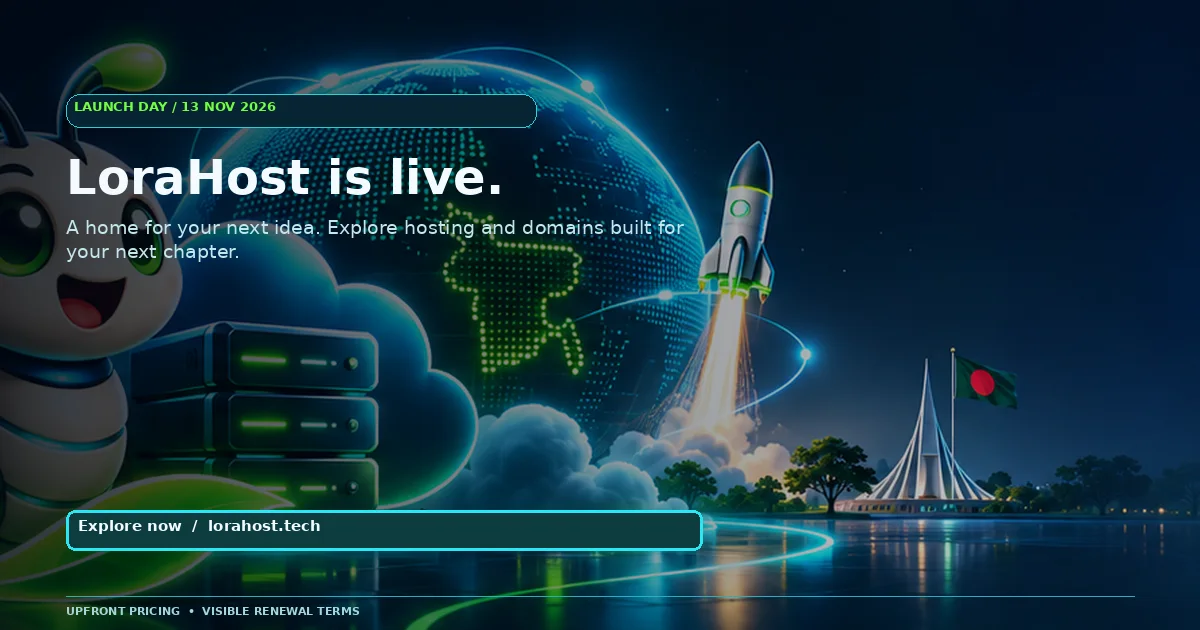 LAUNCH DAY / 13 NOV 2026
LoraHost is live.
A home for your next idea. Explore hosting and domains built for
your next chapter.
Explore now / lorahost.tech
UPFRONT PRICING • VISIBLE RENEWAL TERMS